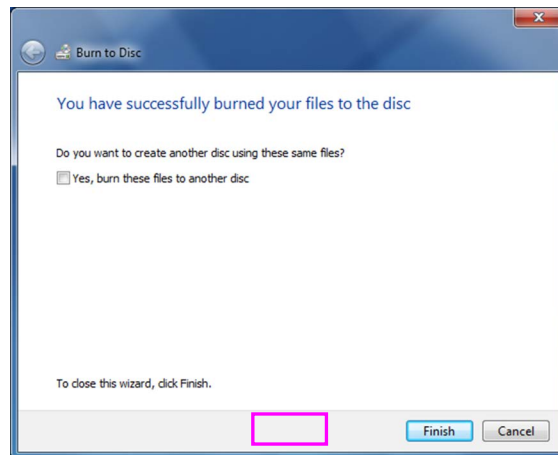 Burn to Disc
You have successfully burned your files to the disc
Do you want to create another disc using these same files?
Yes, burn these files to another disc
To close this wizard, click Finish.
Finish Cancel